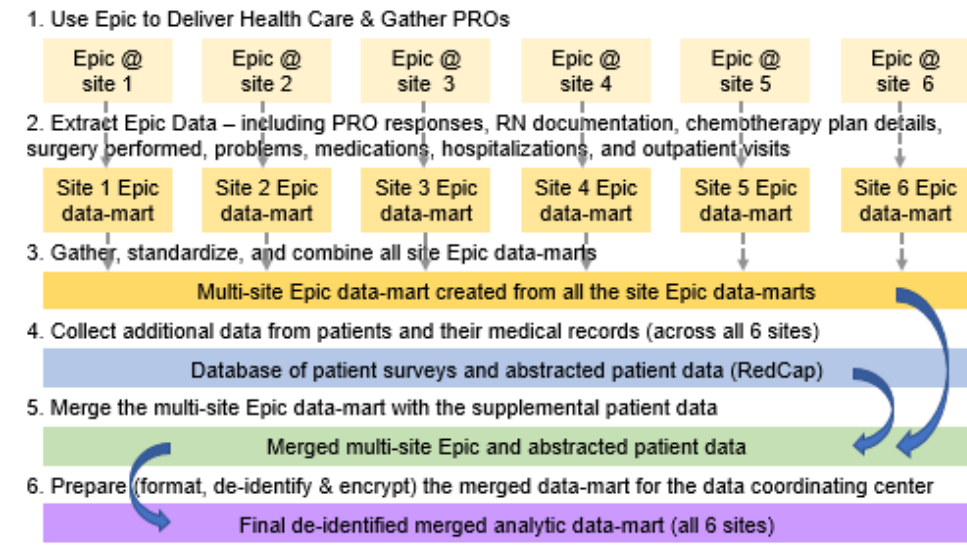 1. Use Epic to Deliver Health Care & Gather PROs
Epic @ site 1
Epic @ site 2
Epic @ site 3
Epic @ site 4
Epic @ site 5
Epic @ site 6
2. Extract Epic Data – including PRO responses, RN documentation, chemotherapy plan details,
surgery performed, problems, medications, hospitalizations, and outpatient visits
Site 1 Epic data-mart
Site 2 Epic data-mart
Site 3 Epic data-mart
Site 4 Epic data-mart
Site 5 Epic data-mart
Site 6 Epic data-mart
3. Gather, standardize, and combine all site Epic data-marts
Multi-site Epic data-mart created from all the site Epic data-marts
4. Collect additional data from patients and their medical records (across all 6 sites)
Database of patient surveys and abstracted patient data (RedCap)
5. Merge the multi-site Epic data-mart with the supplemental patient data
Merged multi-site Epic and abstracted patient data
6. Prepare (format, de-identify & encrypt) the merged data-mart for the data coordinating center
Final de-identified merged analytic data-mart (all 6 sites)